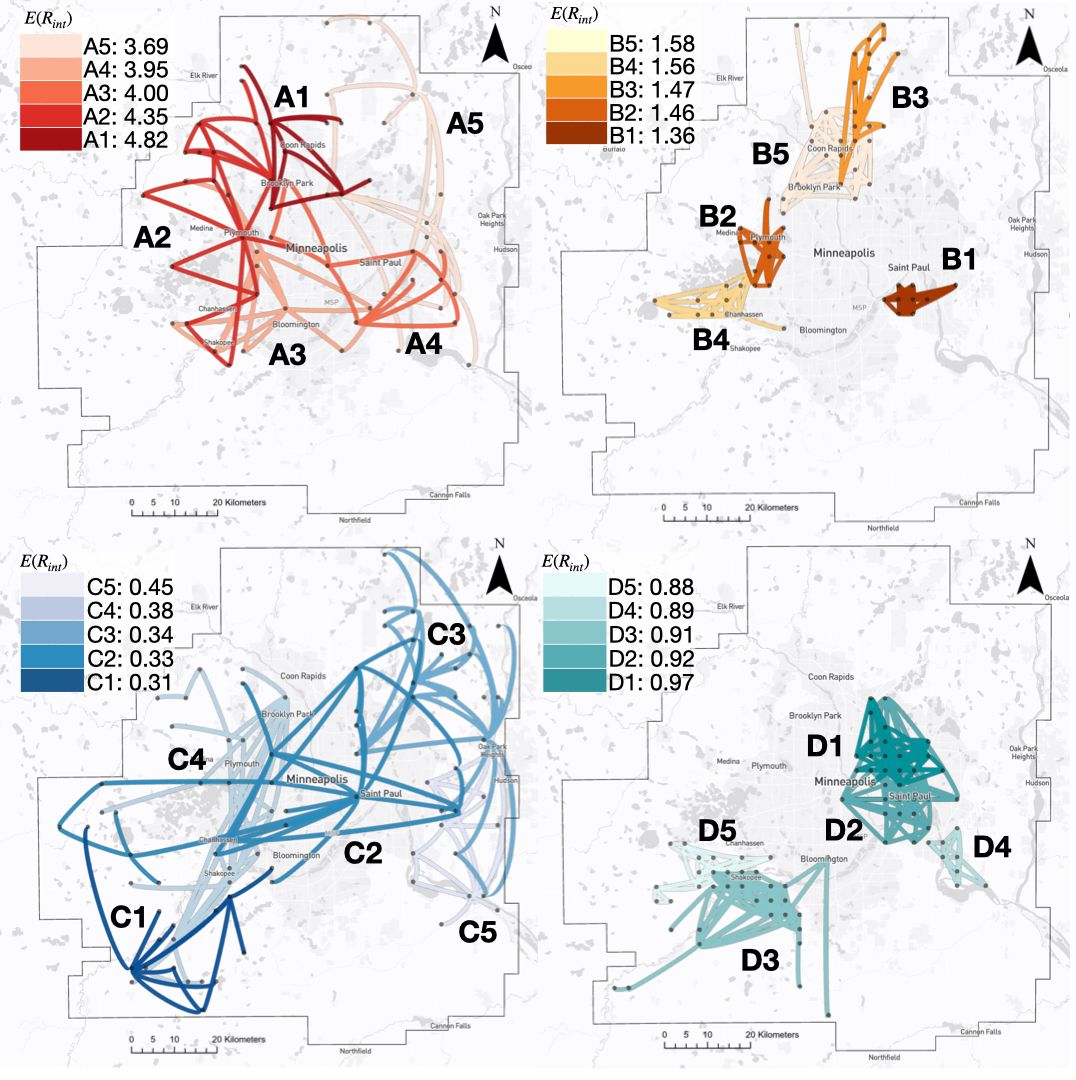 E(R_int)
A5: 3.69
A4: 3.95
A3: 4.00
A2: 4.35
A1: 4.82
N
Osceo
Elk River
A1
A5
Coon Rapids
Brooklyn Park
Oak Park
Heights
Medina
Plymouth
A2
Minneapolis
Hudson
Saint Paul
MSP
Chanhassen
Bloomington
Shakopee
A3
A4
0 5 10 20 Kilometers
Cannon Falls
Northfield
E(R_int)
B5: 1.58
B4: 1.56
B3: 1.47
B2: 1.46
B1: 1.36
N
Osceola
Elk River
Buffalo
B3
B5
Coon Rapids
Brooklyn Park
B2
Oak Park
Heights
Medina
Plymouth
Minneapolis
Hudson
Saint Paul
B1
MSP
Chanhassen
Bloomington
B4
Shakopee
0 5 10 20 Kilometers
Cannon Falls
Northfield
E(R_int)
C5: 0.45
C4: 0.38
C3: 0.34
C2: 0.33
C1: 0.31
N
Osceola
Elk River
C3
Coon Rapids
Brooklyn Park
Oak Park
Heights
C4
Plymouth
Minneapolis
Hudson
Saint Paul
Chanhassen
C2
Bloomington
Shakopee
C1
C5
0 5 10 20 Kilometers
Cannon Falls
Northfield
E(R_int)
D5: 0.88
D4: 0.89
D3: 0.91
D2: 0.92
D1: 0.97
N
Osceola
Elk River
Coon Rapids
Brooklyn Park
D1
Oak Park
Heights
Medina
Plymouth
Minneapolis
Hudson
Saint Paul
D5
D2
Chanhassen
D4
Bloomington
Shakopee
D3
0 5 10 20 Kilometers
Cannon Falls
Northfield